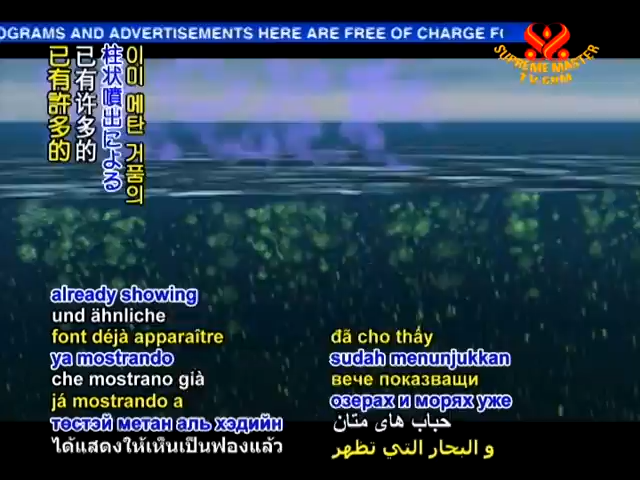 OGRAMS AND ADVERTISEMENTS HERE ARE FREE OF CHARGE F
SUPREME MASTER
TV.COM
이미 메탄 거품의
柱状噴出による
已有许多的
已有許多的
already showing
und ähnliche
font déjà apparaître
ya mostrando
che mostrano già
já mostrando a
төстэй метан аль хэдийн
ได้แสดงให้เห็นเป็นฟองแล้ว
đã cho thấy
sudah menunjukkan
вече показващи
озерах и морях уже
حباب های متان
و البحار التي تظهر